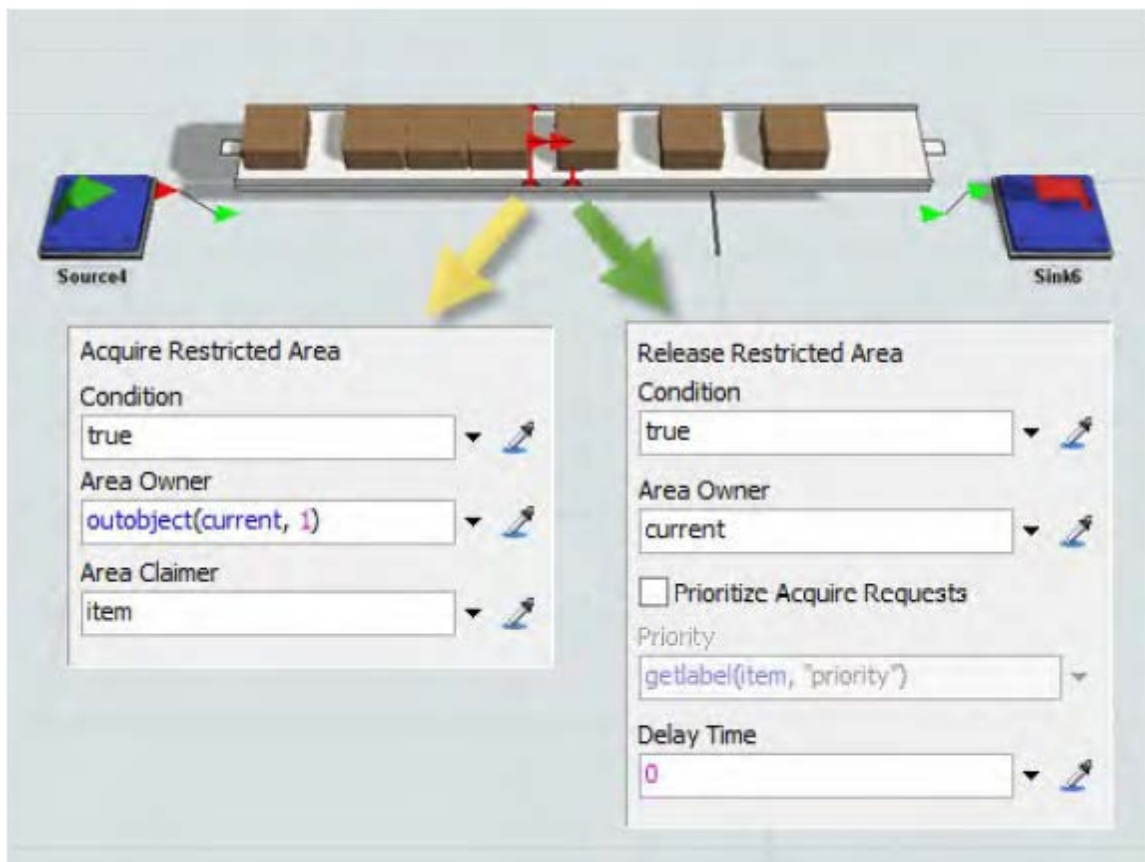 Source4
Sink6
Acquire Restricted Area
Condition
true
Area Owner
outobject(current, 1)
Area Claimer
item
Release Restricted Area
Condition
true
Area Owner
current
Prioritize Acquire Requests
Priority
getlabel(item, "priority")
Delay Time
0